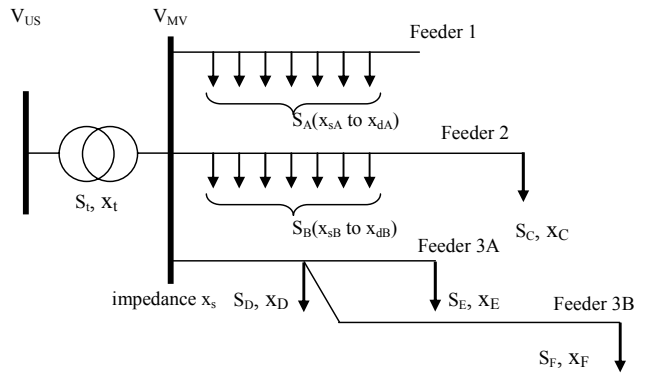 V_US V_MV
Feeder 1
S_A(x_sA to x_dA)
Feeder 2
S_t, x_t
S_B(x_sB to x_dB)
S_C, x_C
Feeder 3A
impedance x_s
S_D, x_D
S_E, x_E
Feeder 3B
S_F, x_F